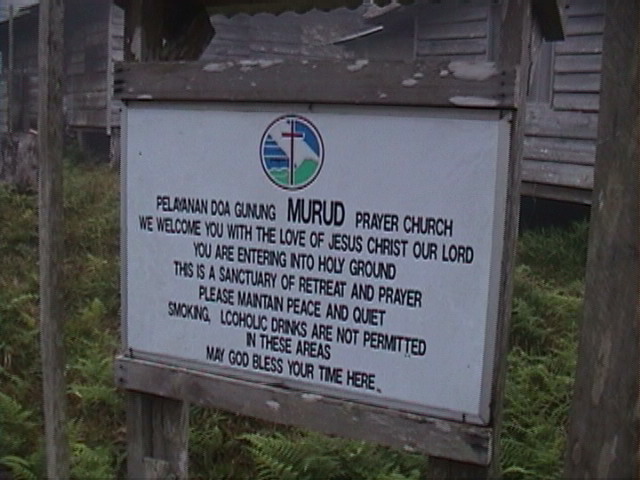 PELAYANAN DOA GUNUNG MURUD PRAYER CHURCH
WE WELCOME YOU WITH THE LOVE OF JESUS CHRIST OUR LORD
YOU ARE ENTERING INTO HOLY GROUND
THIS IS A SANCTUARY OF RETREAT AND PRAYER
PLEASE MAINTAIN PEACE AND QUIET
SMOKING, LCOHOLIC DRINKS ARE NOT PERMITTED
IN THESE AREAS
MAY GOD BLESS YOUR TIME HERE.